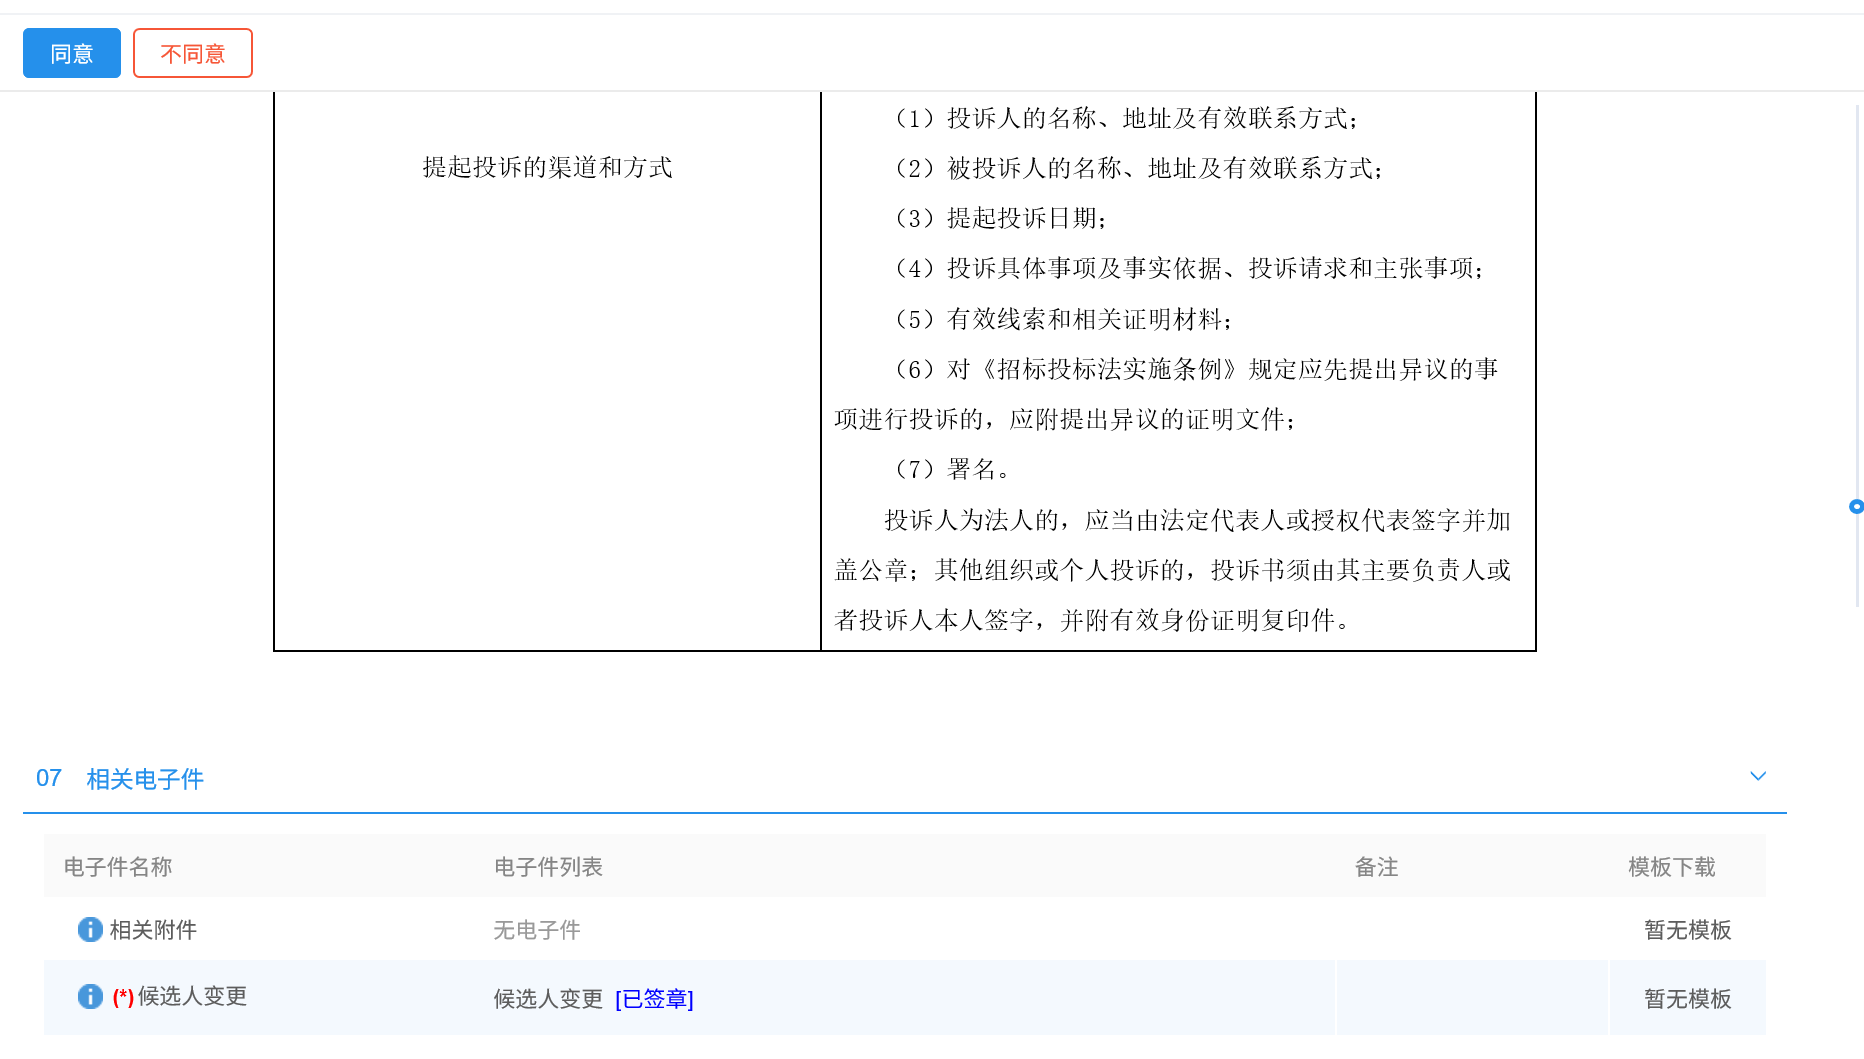 同意 不同意
（1）投诉人的名称、地址及有效联系方式；
提起投诉的渠道和方式
（2）被投诉人的名称、地址及有效联系方式；
（3）提起投诉日期；
（4）投诉具体事项及事实依据、投诉请求和主张事项；
（5）有效线索和相关证明材料；
（6）对《招标投标法实施条例》规定应先提出异议的事
项进行投诉的，应附提出异议的证明文件；
（7）署名。
投诉人为法人的，应当由法定代表人或授权代表签字并加
盖公章；其他组织或个人投诉的，投诉书须由其主要负责人或
者投诉人本人签字，并附有效身份证明复印件。
07 相关电子件
电子件名称 电子件列表 备注 模板下载
相关附件 无电子件 暂无模板
(*)候选人变更 候选人变更 [已签章] 暂无模板